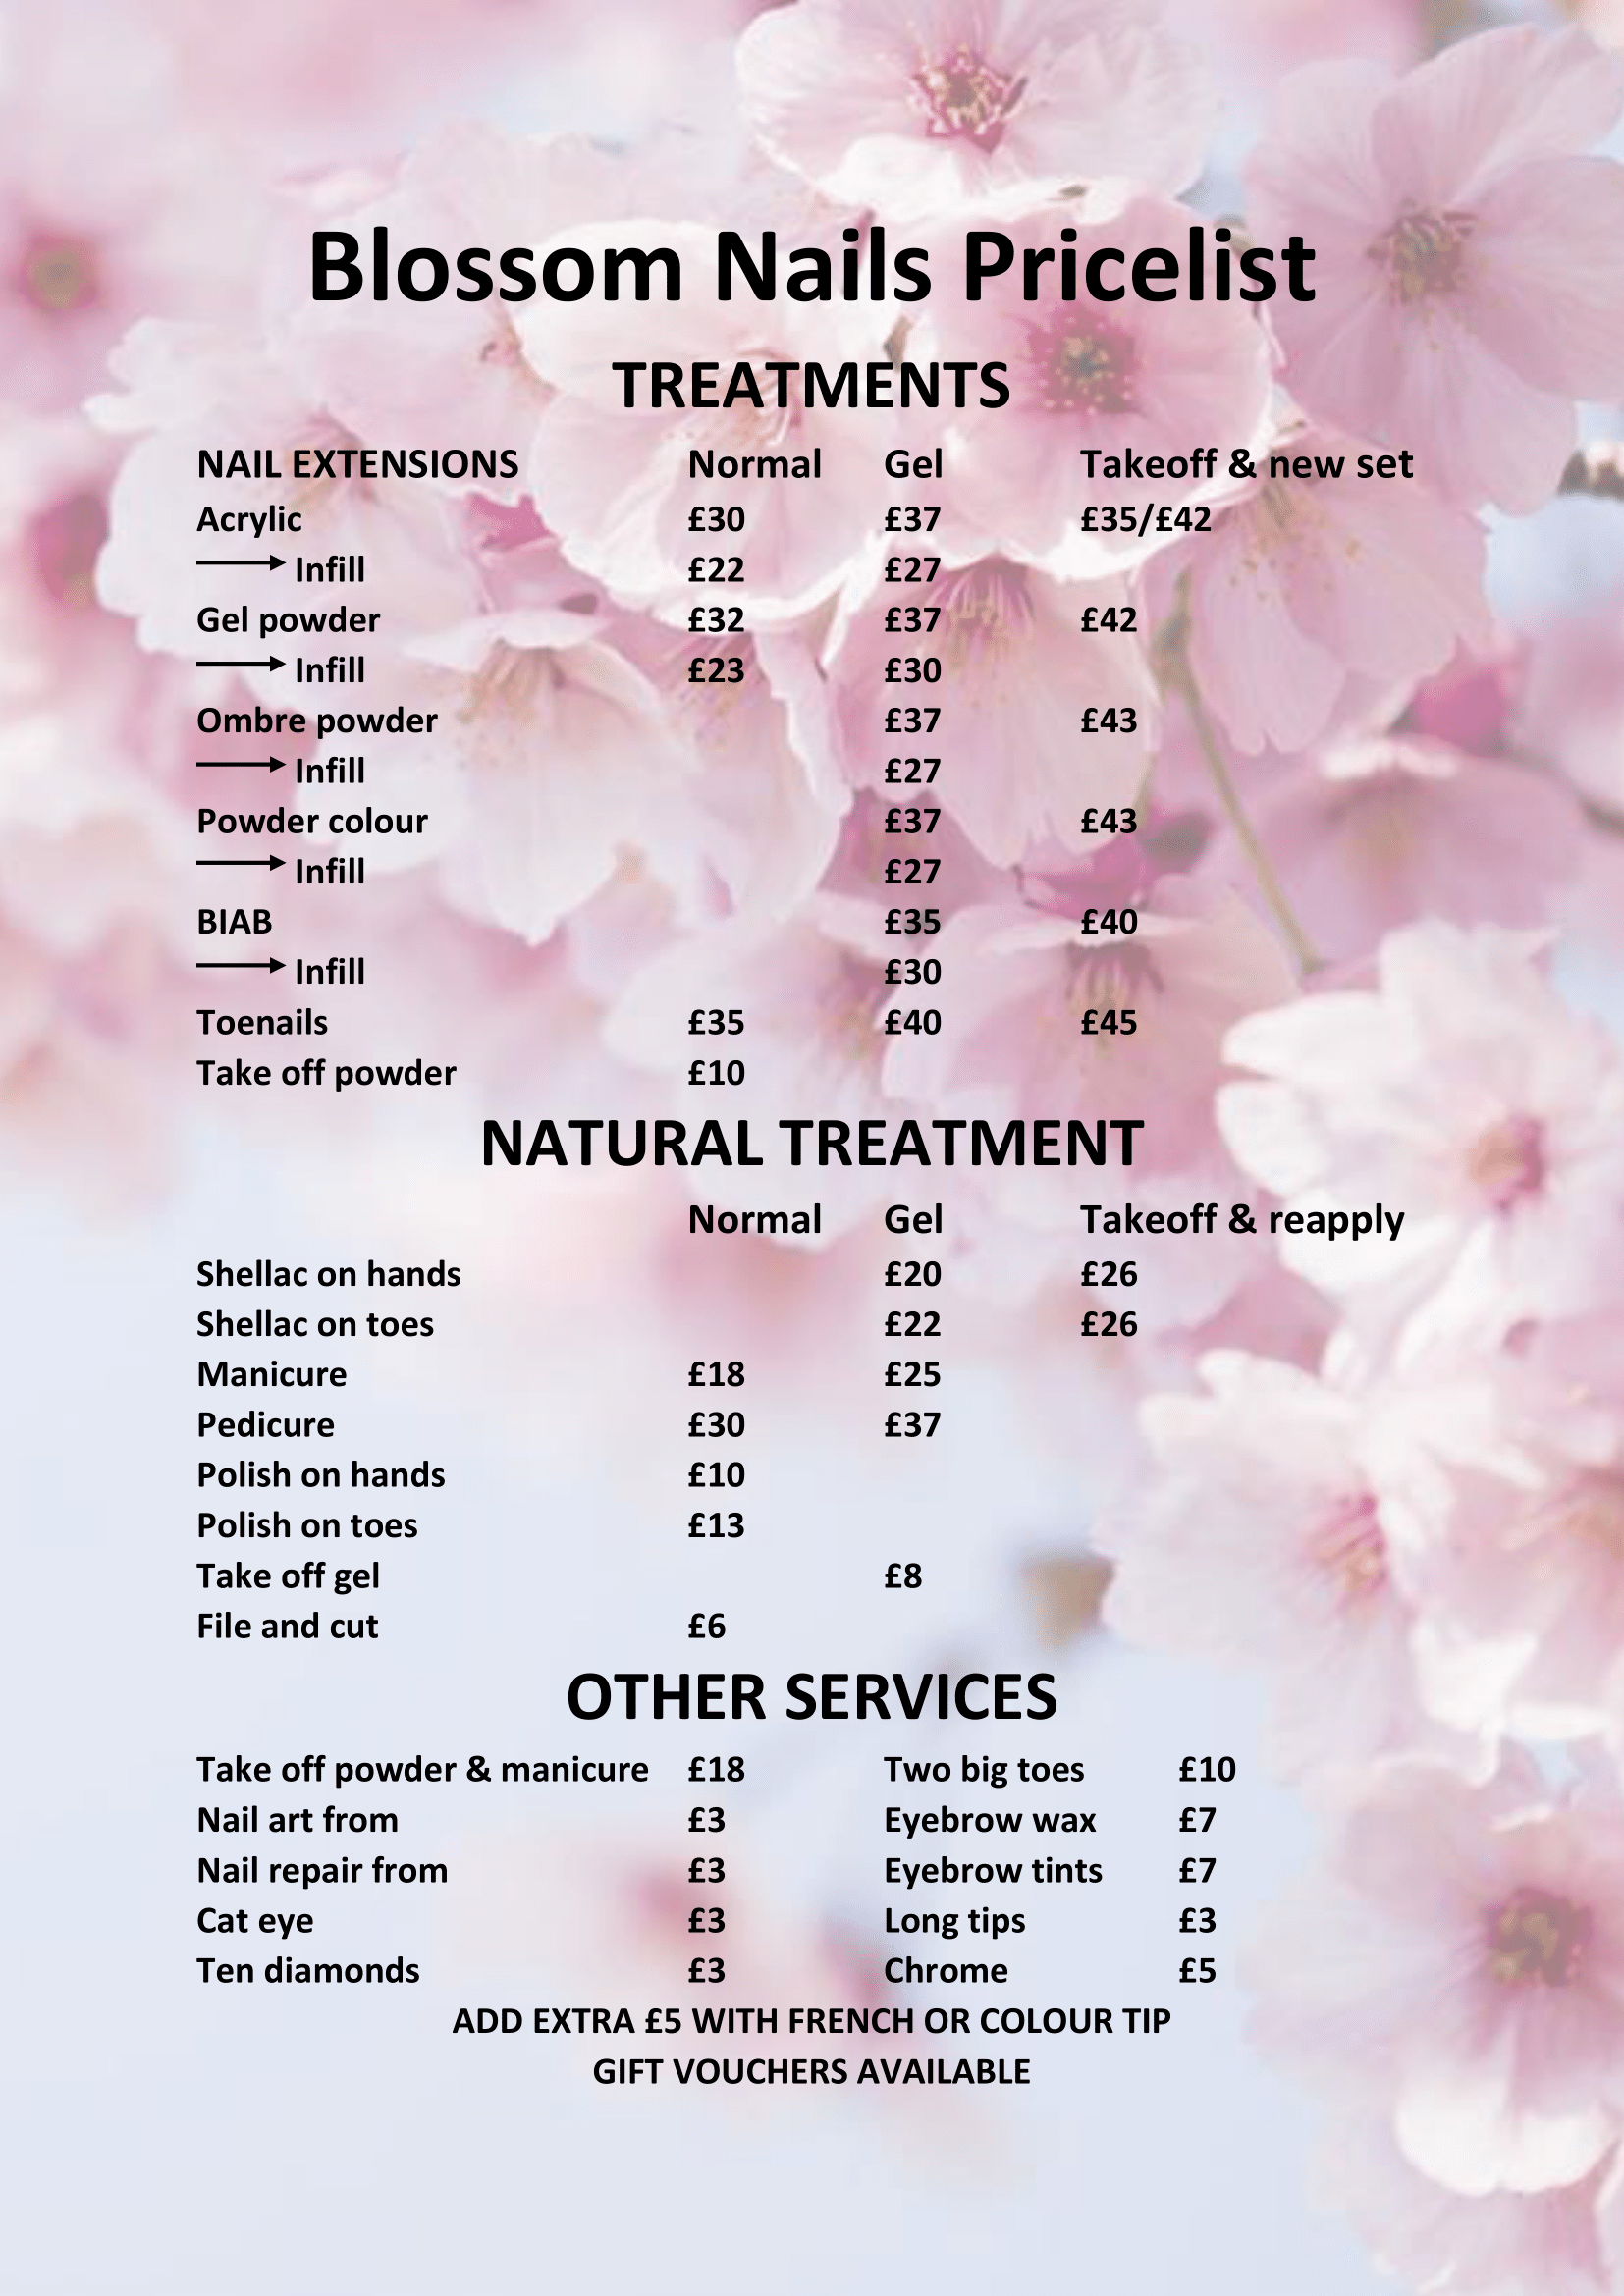 Blossom Nails Pricelist
TREATMENTS
NAIL EXTENSIONS Normal Gel Takeoff & new set
Acrylic £30 £37 £35/£42
Infill £22 £27
Gel powder £32 £37 £42
Infill £23 £30
Ombre powder £37 £43
Infill £27
Powder colour £37 £43
Infill £27
BIAB £35 £40
Infill £30
Toenails £35 £40 £45
Take off powder £10
NATURAL TREATMENT
Normal Gel Takeoff & reapply
Shellac on hands £20 £26
Shellac on toes £22 £26
Manicure £18 £25
Pedicure £30 £37
Polish on hands £10
Polish on toes £13
Take off gel £8
File and cut £6
OTHER SERVICES
Take off powder & manicure £18 Two big toes £10
Nail art from £3 Eyebrow wax £7
Nail repair from £3 Eyebrow tints £7
Cat eye £3 Long tips £3
Ten diamonds £3 Chrome £5
ADD EXTRA £5 WITH FRENCH OR COLOUR TIP
GIFT VOUCHERS AVAILABLE